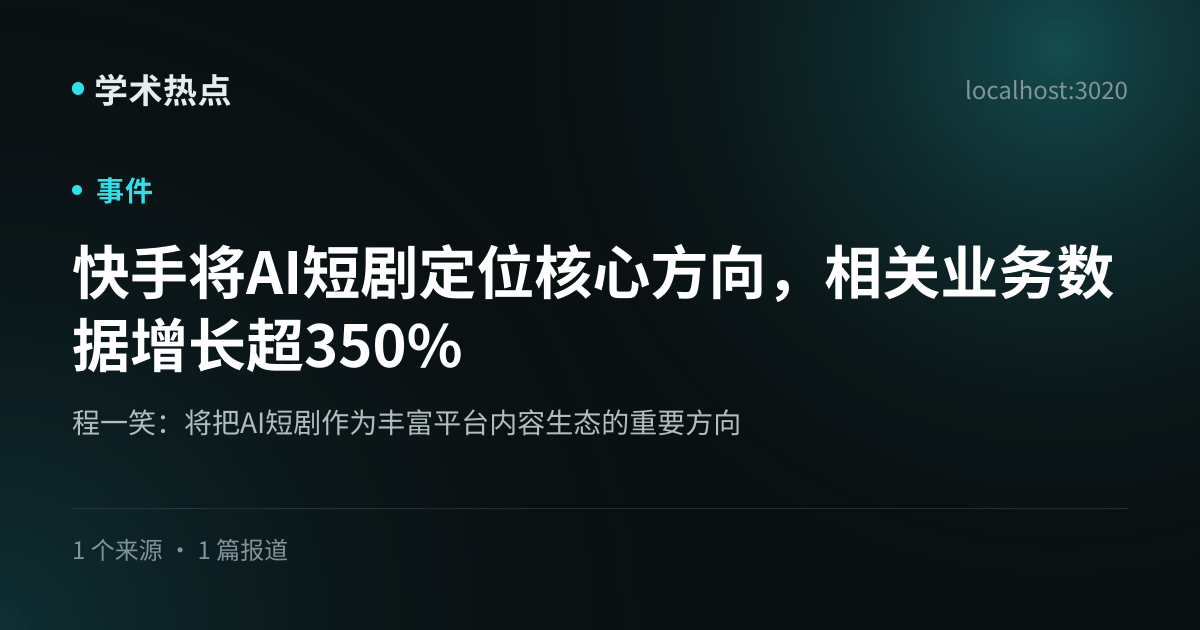 学术热点
localhost:3020
事件
快手将AI短剧定位核心方向，相关业务数
据增长超350%
程一笑：将把AI短剧作为丰富平台内容生态的重要方向
1 个来源 · 1 篇报道